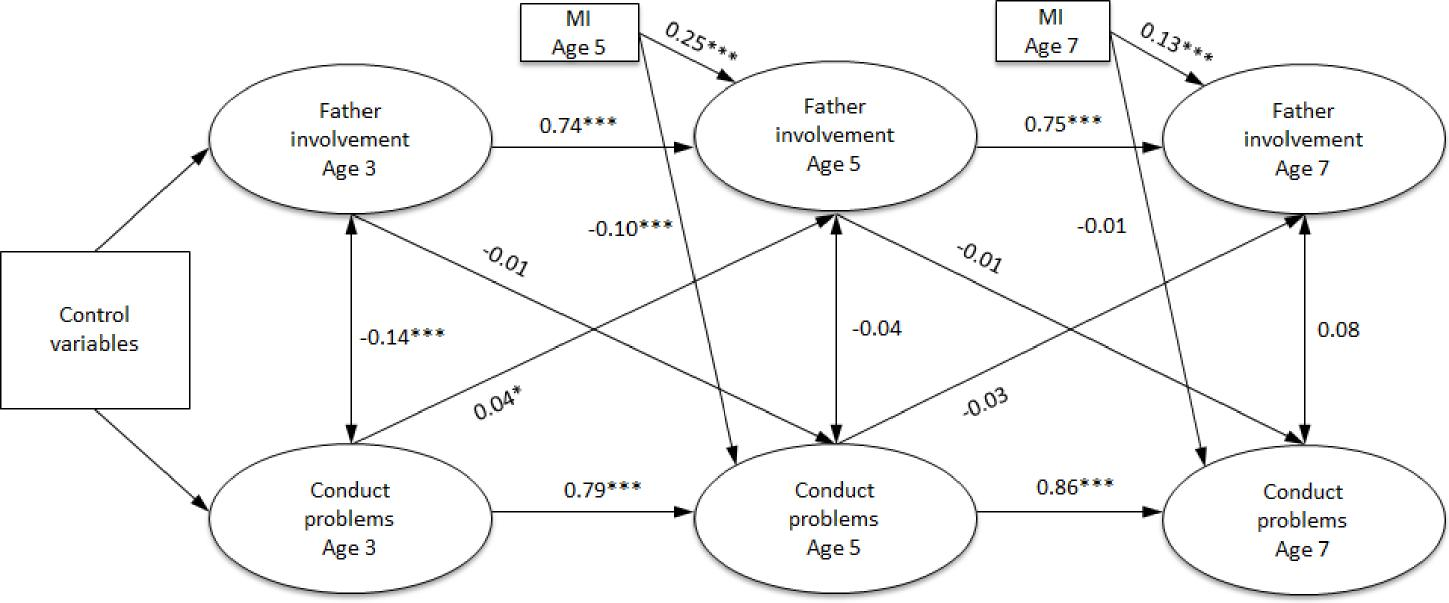 MI
Age 5
0.25***
MI
Age 7
0.13***
Father
involvement
Age 3
0.74***
Father
involvement
Age 5
0.75***
Father
involvement
Age 7
Control
variables
-0.10***
-0.01
-0.01
-0.01
-0.14***
-0.04
0.08
0.04*
-0.03
Conduct
problems
Age 3
0.79***
Conduct
problems
Age 5
0.86***
Conduct
problems
Age 7